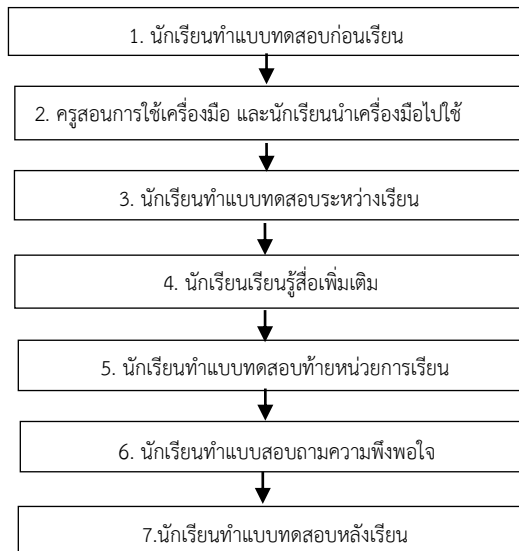 1. นักเรียนทำแบบทดสอบก่อนเรียน
2. ครูสอนการใช้เครื่องมือ และนักเรียนนำเครื่องมือไปใช้
3. นักเรียนทำแบบทดสอบระหว่างเรียน
4. นักเรียนเรียนรู้สื่อเพิ่มเติม
5. นักเรียนทำแบบทดสอบท้ายหน่วยการเรียน
6. นักเรียนทำแบบสอบถามความพึงพอใจ
7.นักเรียนทำแบบทดสอบหลังเรียน